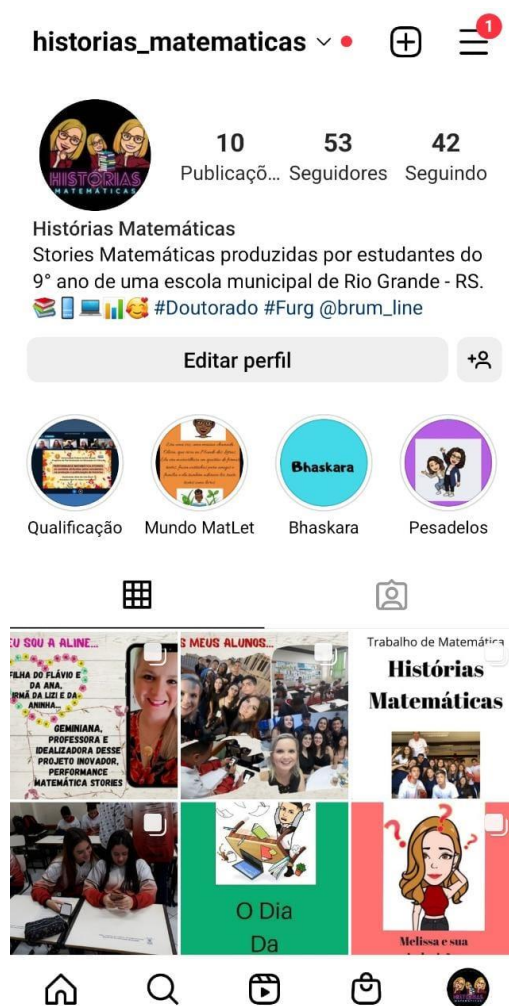 historias_matematicas
1
HISTÓRIAS
MATEMÁTICAS
10 53 42
Publicaçõ... Seguidores Seguindo
Histórias Matemáticas
Stories Matemáticas produzidas por estudantes do
9° ano de uma escola municipal de Rio Grande - RS.
#Doutorado #Furg @brum_line
Editar perfil
Bhaskara
Qualificação Mundo MatLet Bhaskara Pesadelos
EU SOU A ALINE...
FILHA DO FLÁVIO E
DA ANA,
IRMÃ DA LIZI E DA
ANINHA...
GEMINIANA,
PROFESSORA E
IDEALIZADORA DESSE
PROJETO INOVADOR,
PERFORMANCE
MATEMÁTICA STORIES
S MEUS ALUNOS...
Trabalho de Matemática
Histórias
Matemáticas
O Dia
Da
Melissa e sua
HISTÓRIAS